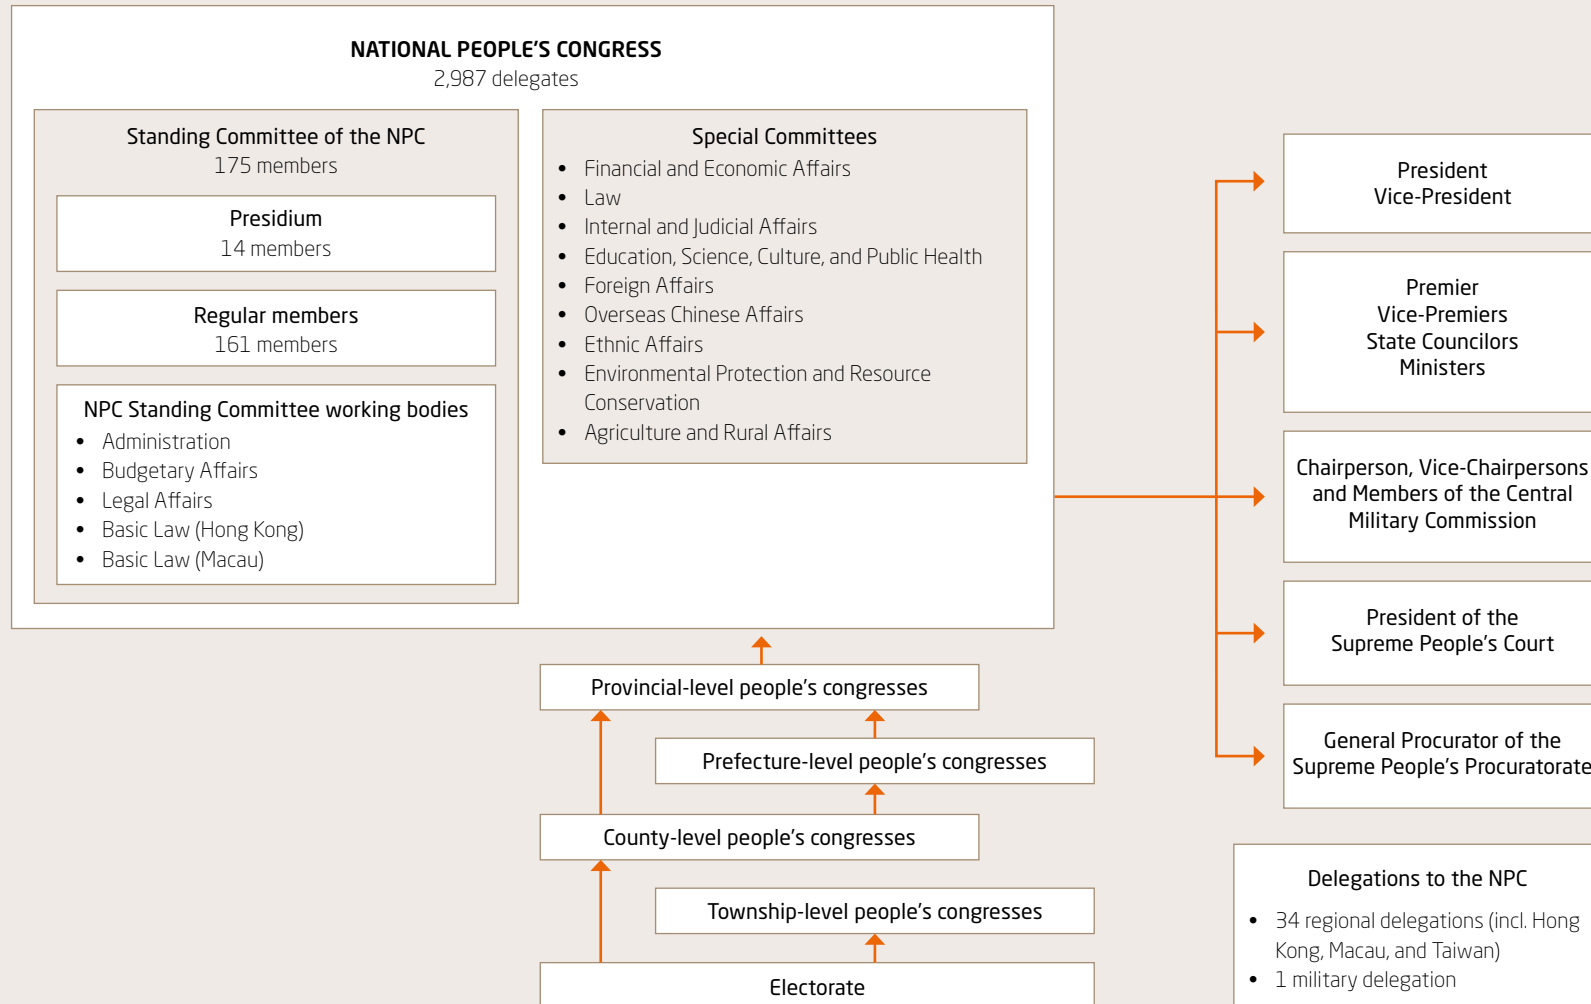 NATIONAL PEOPLE'S CONGRESS
2,987 delegates
Standing Committee of the NPC
175 members
Presidium
14 members
Regular members
161 members
NPC Standing Committee working bodies
• Administration
• Budgetary Affairs
• Legal Affairs
• Basic Law (Hong Kong)
• Basic Law (Macau)
Special Committees
• Financial and Economic Affairs
• Law
• Internal and Judicial Affairs
• Education, Science, Culture, and Public Health
• Foreign Affairs
• Overseas Chinese Affairs
• Ethnic Affairs
• Environmental Protection and Resource
Conservation
• Agriculture and Rural Affairs
President
Vice-President
Premier
Vice-Premiers
State Councilors
Ministers
Chairperson, Vice-Chairpersons
and Members of the Central
Military Commission
President of the
Supreme People's Court
General Procurator of the
Supreme People's Procuratorate
Provincial-level people's congresses
Prefecture-level people's congresses
County-level people's congresses
Township-level people's congresses
Electorate
Delegations to the NPC
• 34 regional delegations (incl. Hong
Kong, Macau, and Taiwan)
• 1 military delegation